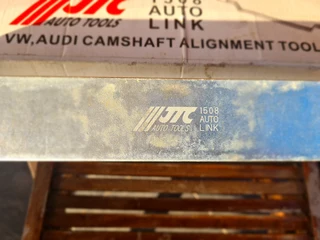 JTC 1508
AUTO TOOLS AUTO
LINK
VW,AUDI CAMSHAFT ALIGNMENT TOOL
JTC 1508
AUTO-TOOLS AUTO
LINK